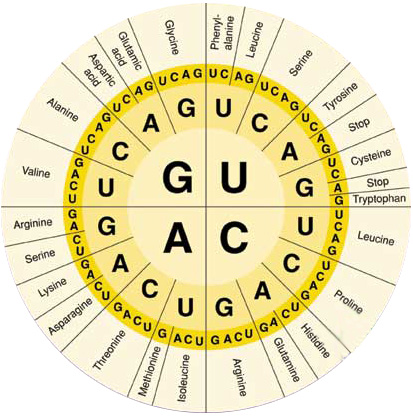 Phenyl-
alanine
Leucine
Serine
Tyrosine
Stop
Cysteine
Stop
Tryptophan
Leucine
Proline
Histidine
Glutamine
Arginine
Isoleucine
Methionine
Threonine
Asparagine
Lysine
Serine
Arginine
Valine
Alanine
Aspartic
acid
Glutamic
acid
Glycine
U C A G U C A G U C A G U C A G U C A G U C A G U C A G U C A G U C A G U C A G U C A G U C A G U C A G U C A G U C A G U C A G
U C A G U C A G U C A G U C A G
G U
A C